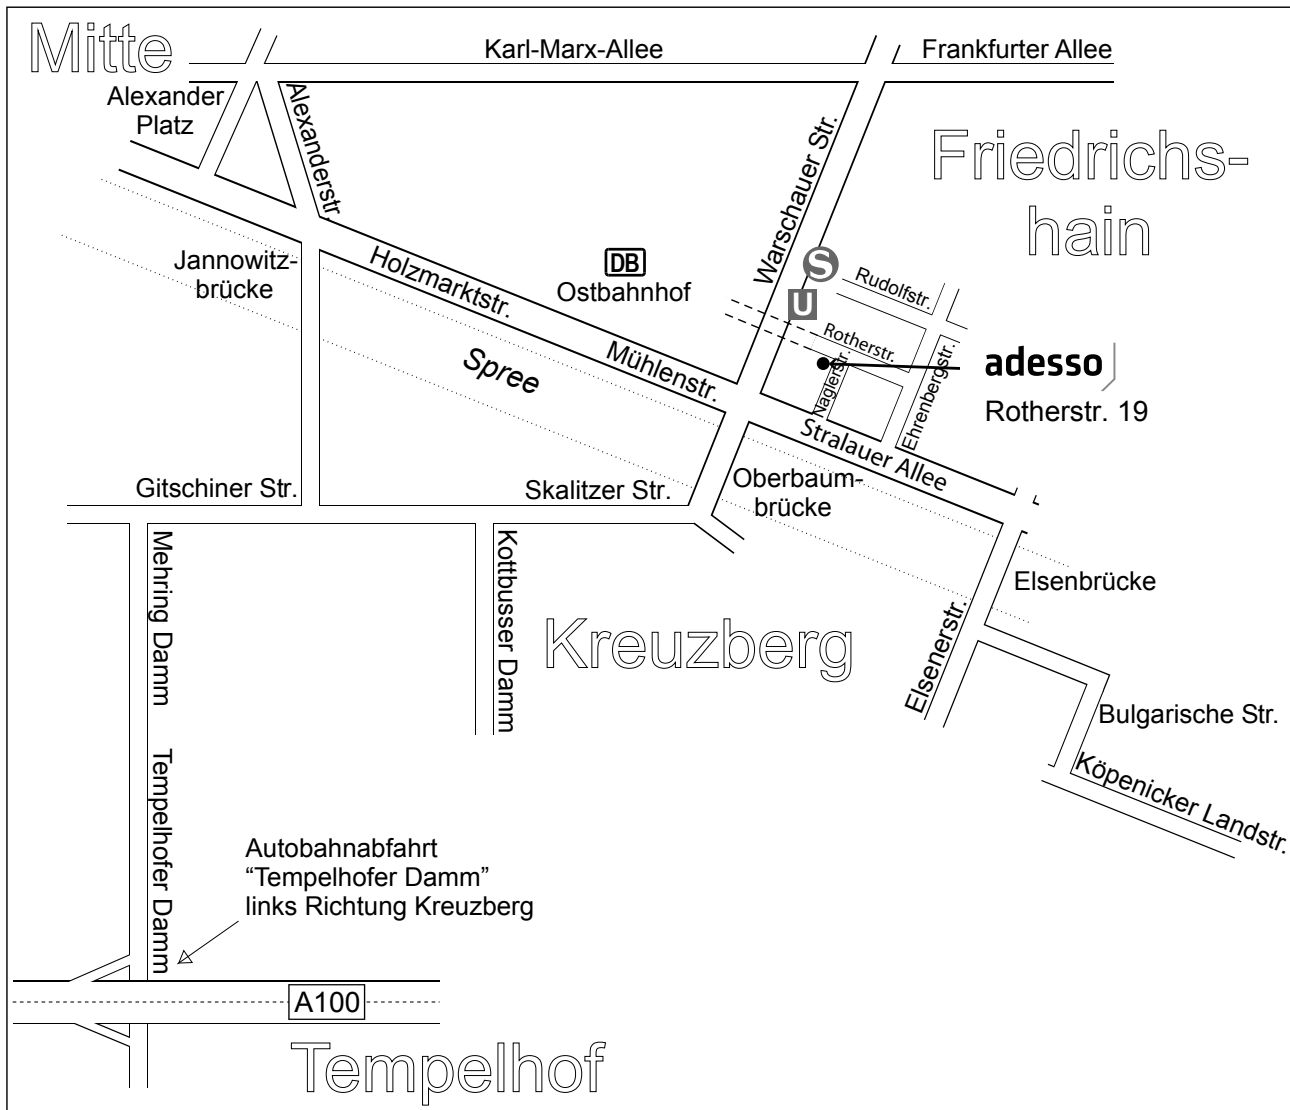 Mitte
Karl-Marx-Allee
Frankfurter Allee
Alexander
Platz
Alexanderstr.
Warschauer Str.
Friedrichs-
hain
Jannowitz-
brücke
Holzmarktstr.
DB
Ostbahnhof
S
U
Rudolfstr.
Rotherstr.
Naglerstr.
Ehrenbergstr.
adesso
Rotherstr. 19
Spree
Mühlenstr.
Stralauer Allee
Gitschiner Str.
Skalitzer Str.
Oberbaum-
brücke
Mehring Damm
Kottbusser Damm
Elsenbrücke
Kreuzberg
Elsenerstr.
Bulgarische Str.
Köpenicker Landstr.
Tempelhofer Damm
Autobahnabfahrt
“Tempelhofer Damm”
links Richtung Kreuzberg
A100
Tempelhof